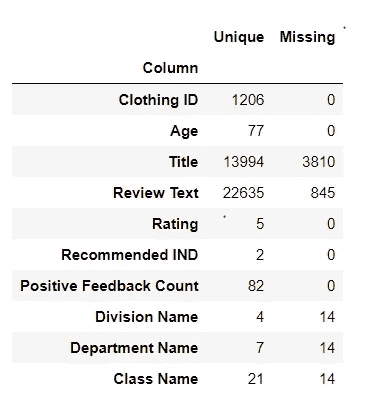 Unique Missing
Column
Clothing ID 1206 0
Age 77 0
Title 13994 3810
Review Text 22635 845
Rating 5 0
Recommended IND 2 0
Positive Feedback Count 82 0
Division Name 4 14
Department Name 7 14
Class Name 21 14